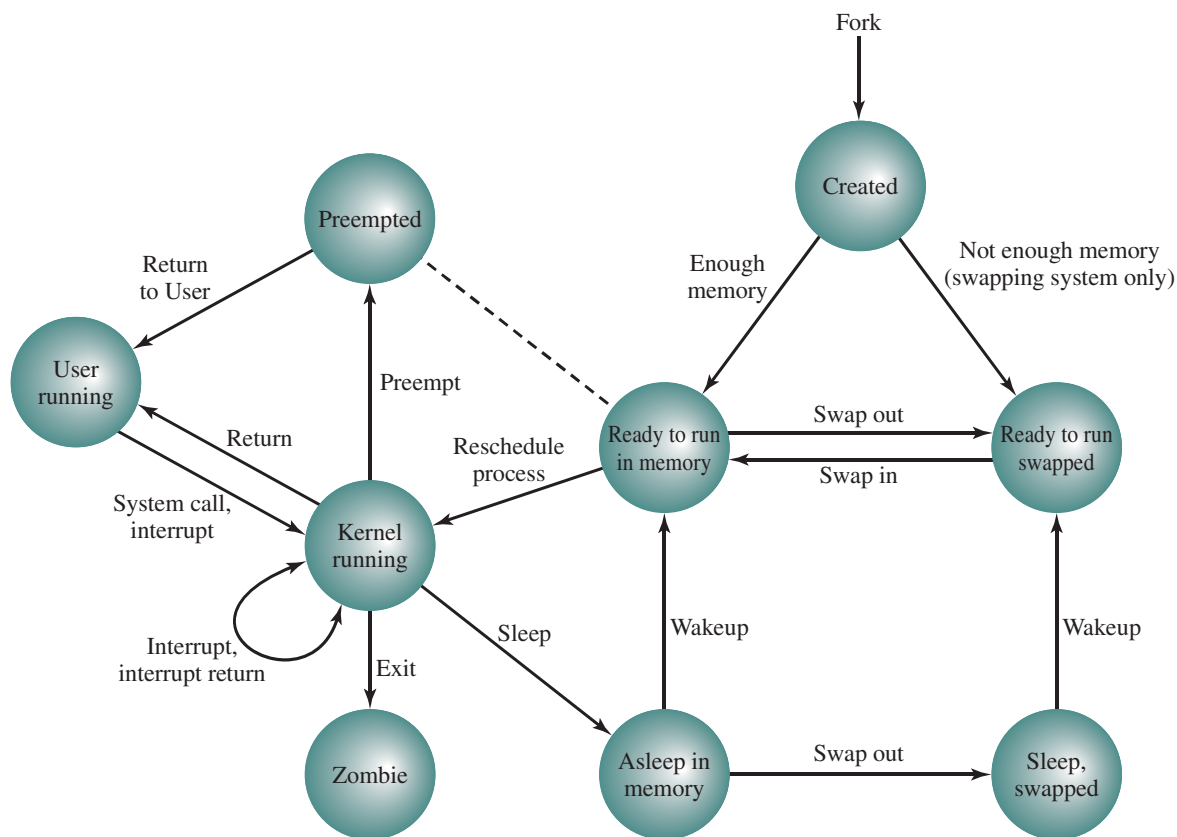 Fork
Created
Preempted
Return
to User
Enough
memory
Not enough memory
(swapping system only)
User
running
Preempt
Return
Reschedule
process
Ready to run
in memory
Swap out
Swap in
Ready to run
swapped
System call,
interrupt
Kernel
running
Interrupt,
interrupt return
Sleep
Wakeup
Wakeup
Exit
Zombie
Asleep in
memory
Swap out
Sleep,
swapped